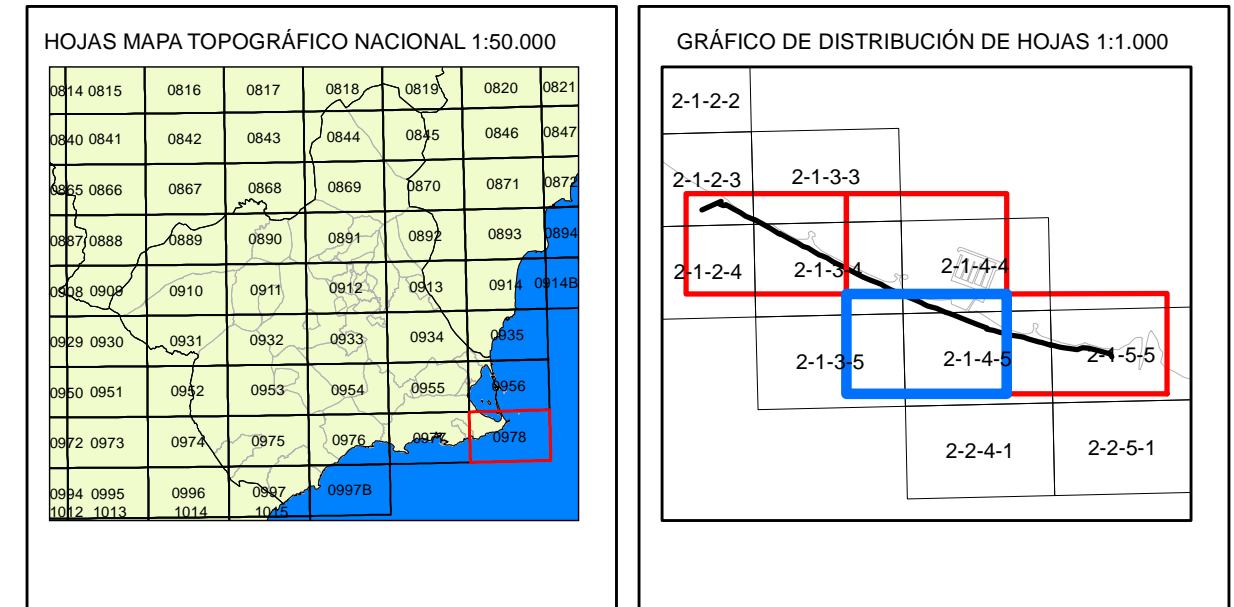 HOJAS MAPA TOPOGRÁFICO NACIONAL 1:50.000
0814 0815 0816 0817 0818 0819 0820 0821
0840 0841 0842 0843 0844 0845 0846 0847
0865 0866 0867 0868 0869 0870 0871 0872
0887 0888 0889 0890 0891 0892 0893 0894
0908 0909 0910 0911 0912 0913 0914 0914B
0929 0930 0931 0932 0933 0934 0935
0950 0951 0952 0953 0954 0955 0956
0972 0973 0974 0975 0976 0977 0978
0994 0995 0996 0997 0997B
1012 1013 1014 1015
GRÁFICO DE DISTRIBUCIÓN DE HOJAS 1:1.000
2-1-2-2
2-1-2-3 2-1-3-3
2-1-2-4 2-1-3-4 2-1-4-4
2-1-3-5 2-1-4-5 2-1-5-5
2-2-4-1 2-2-5-1